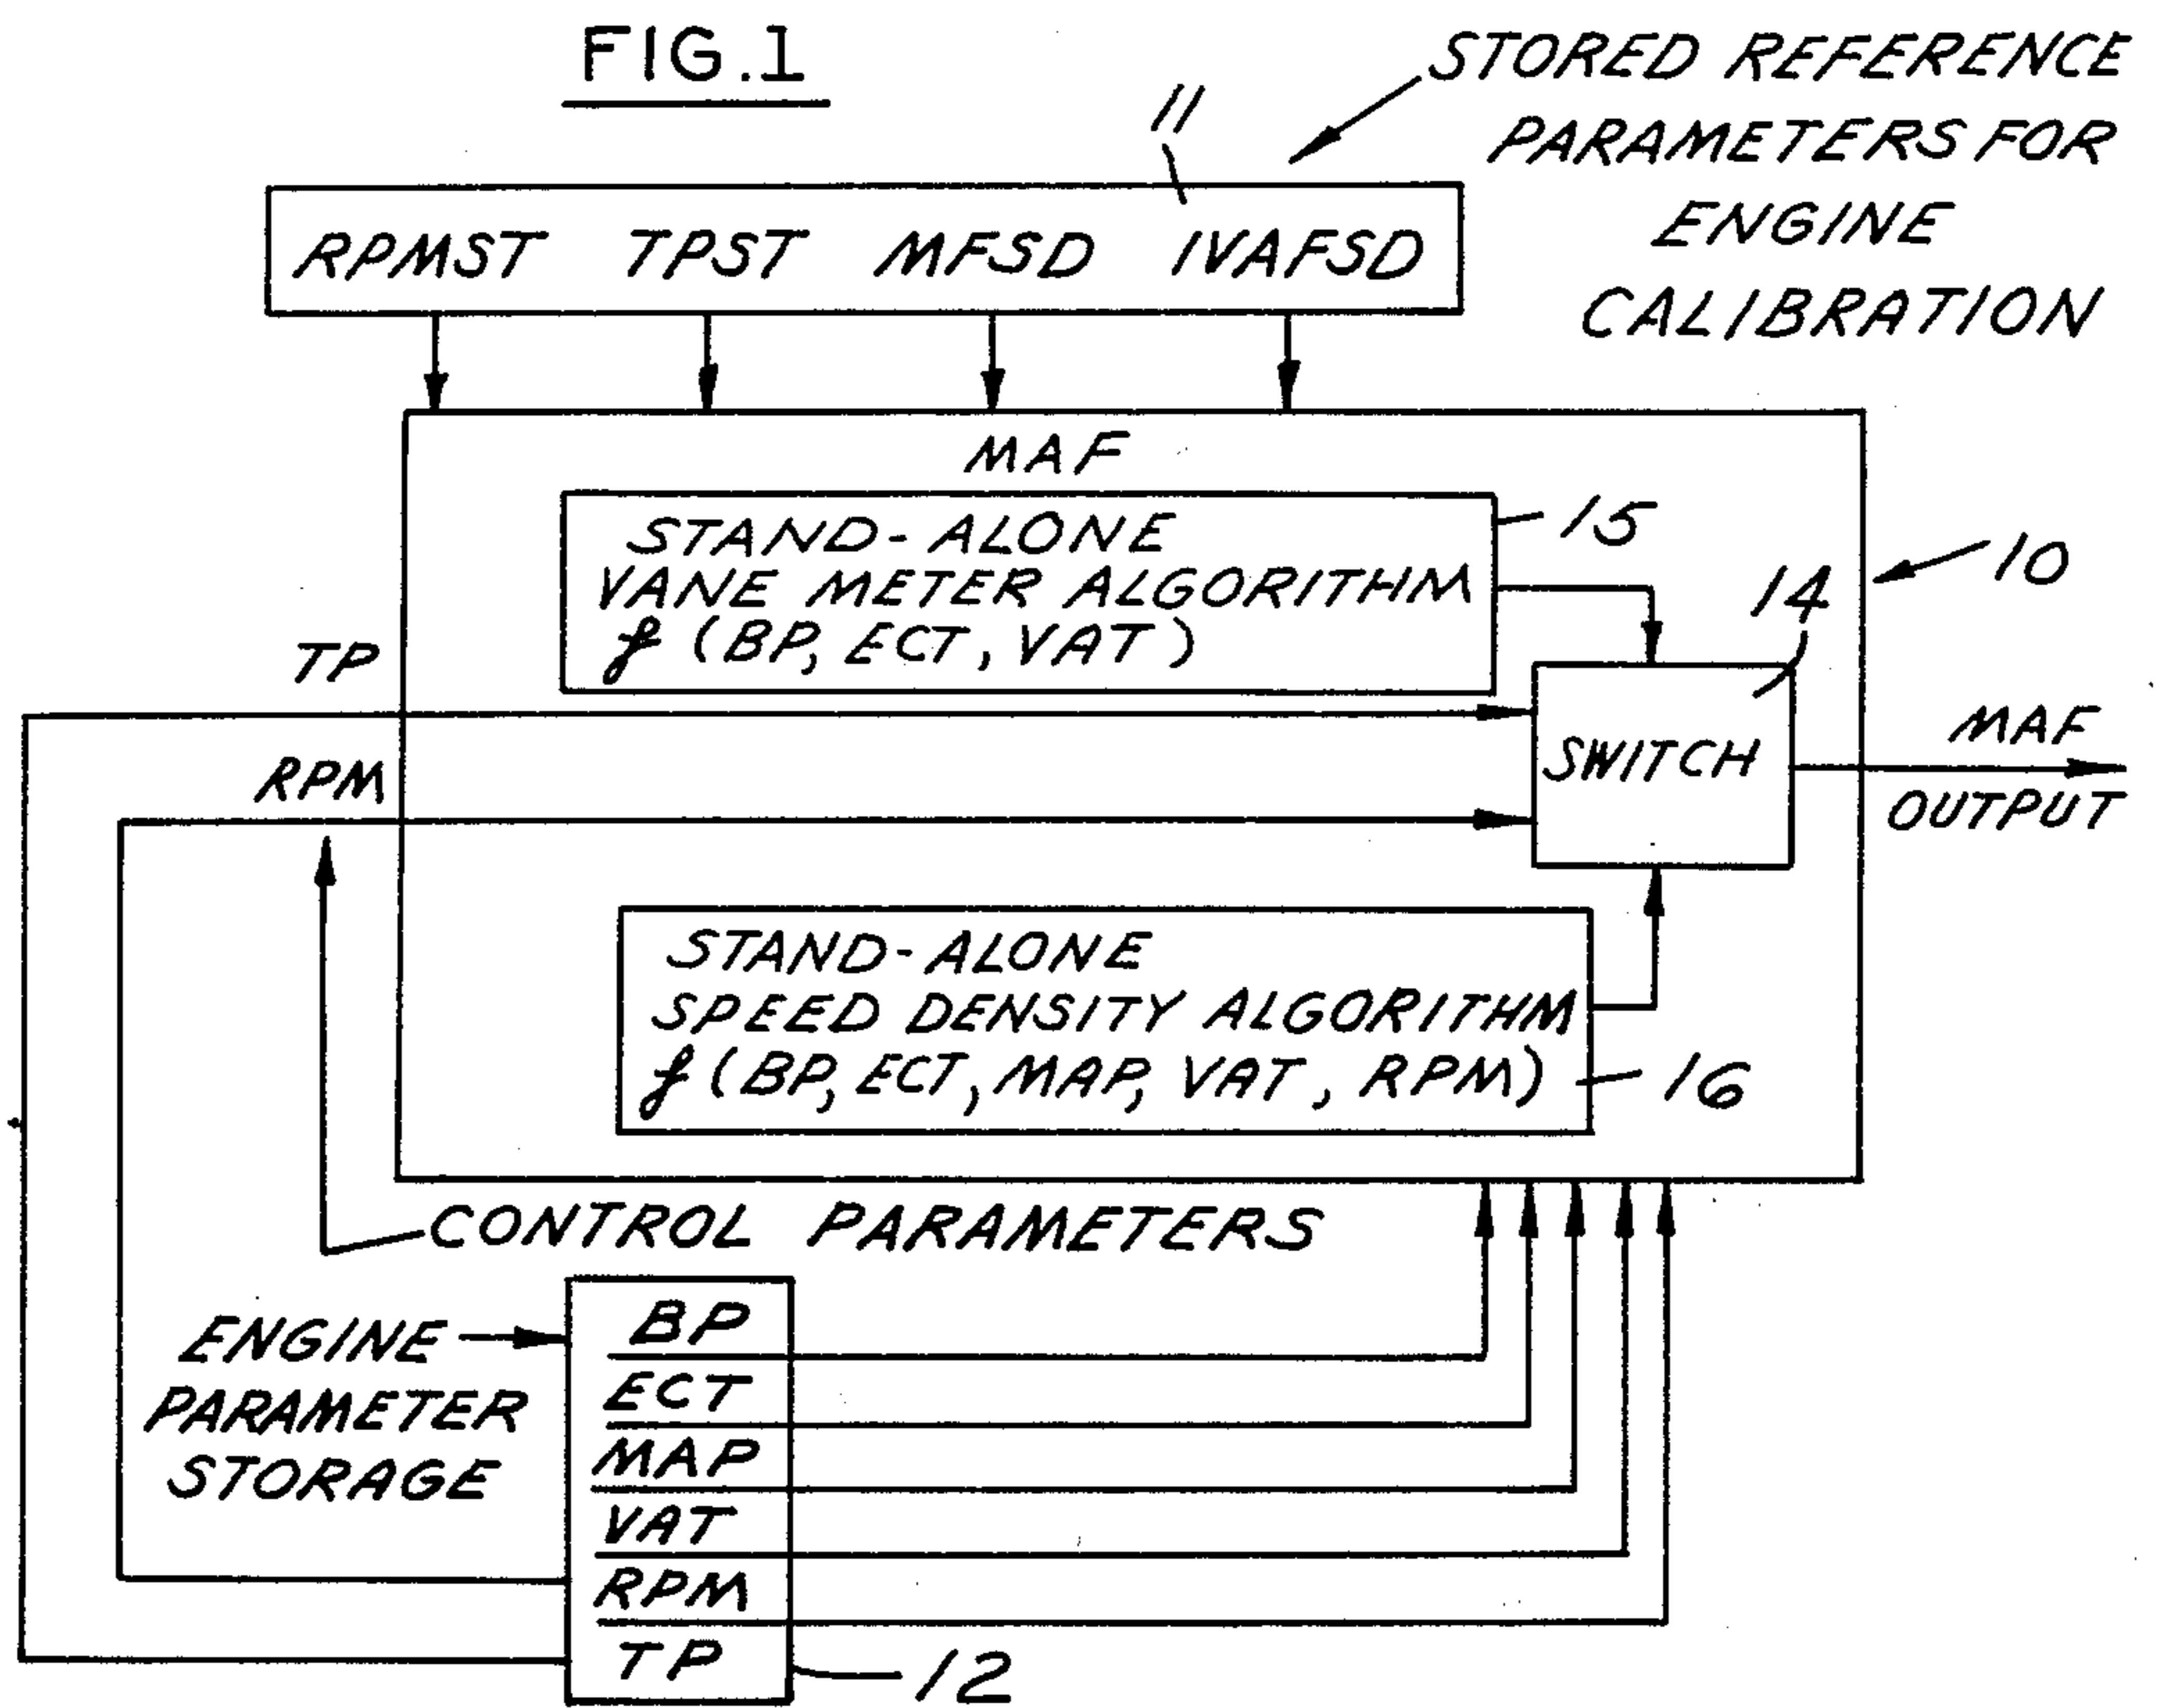 FIG.1
STORED REFERENCE
PARAMETERS FOR
ENGINE
CALIBRATION
11
RPMST TPST MFSD IVAFSD
MAF
STAND-ALONE
VANE METER ALGORITHM
f (BP, ECT, VAT)
15
10
14
TP
RPM
SWITCH
MAF
OUTPUT
STAND-ALONE
SPEED DENSITY ALGORITHM
f (BP, ECT, MAP, VAT, RPM)
16
CONTROL PARAMETERS
ENGINE
PARAMETER
STORAGE
BP
ECT
MAP
VAT
RPM
TP
12